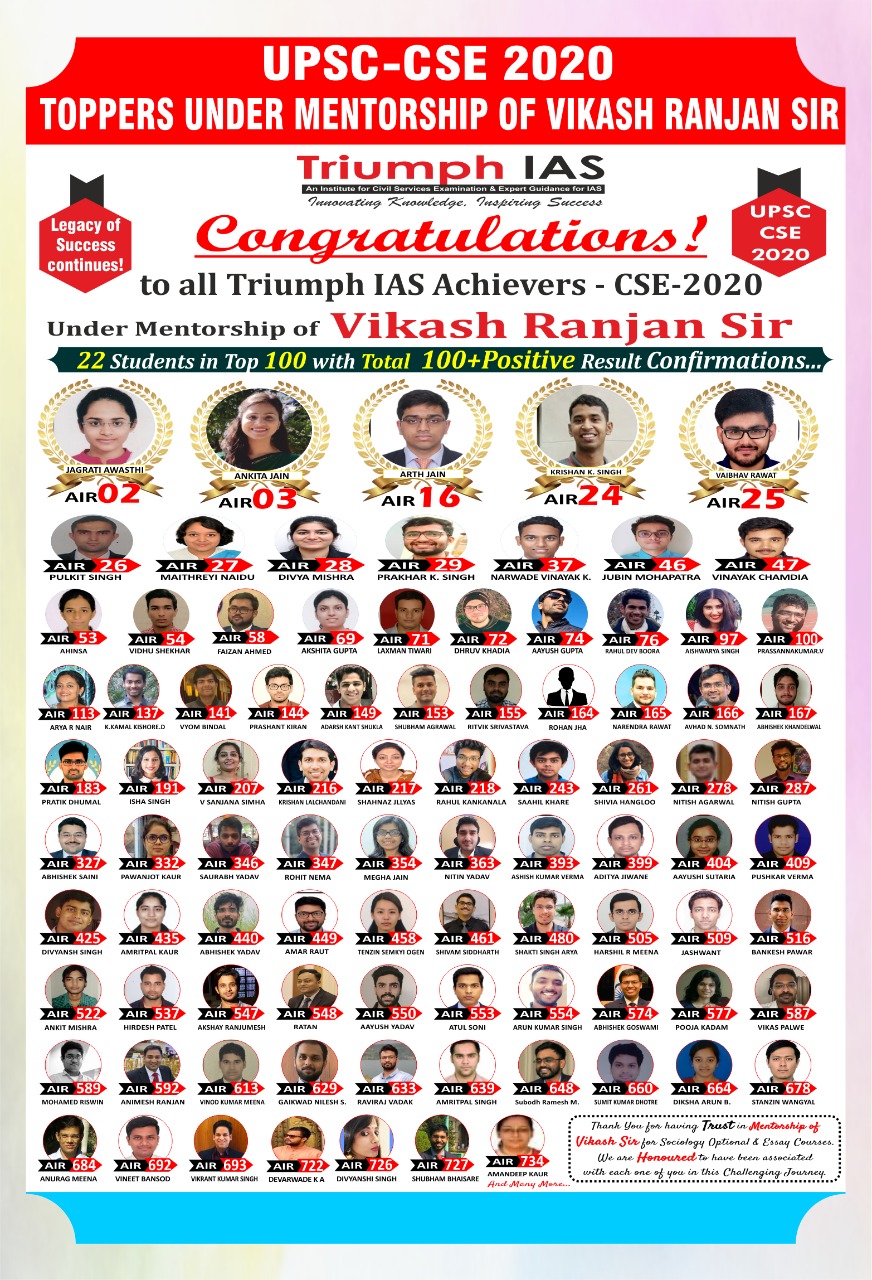 UPSC-CSE 2020
TOPPERS UNDER MENTORSHIP OF VIKASH RANJAN SIR
Triumph IAS
An Institute for Civil Services Examination & Expert Guidance for IAS
Innovating Knowledge, Inspiring Success
Legacy of
Success
continues!
Congratulations!
UPSC
CSE
2020
to all Triumph IAS Achievers - CSE-2020
Under Mentorship of Vikash Ranjan Sir
22 Students in Top 100 with Total 100+Positive Result Confirmations...
JAGRATI AWASTHI ANKITA JAIN ARTH JAIN KRISHAN K. SINGH VAIBHAV RAWAT
AIR 02 AIR 03 AIR 16 AIR 24 AIR 25
AIR 26 AIR 27 AIR 28 AIR 29 AIR 37 AIR 46 AIR 47
PULKIT SINGH MAITHREYI NAIDU DIVYA MISHRA PRAKHAR K. SINGH NARWADE VINAYAK K. JUBIN MOHAPATRA VINAYAK CHAMDIA
AIR 53 AIR 54 AIR 58 AIR 69 AIR 71 AIR 72 AIR 74 AIR 76 AIR 97 AIR 100
AHINSA VIDHU SHEKHAR FAIZAN AHMED AKSHITA GUPTA LAXMAN TIWARI DHRUV KHADIA AAYUSH GUPTA RAHUL DEV BOORA AISHWARYA SINGH PRASSANNAKUMAR.V
AIR 113 AIR 137 AIR 141 AIR 144 AIR 149 AIR 153 AIR 155 AIR 164 AIR 165 AIR 166 AIR 167
ARYA R NAIR K.KAMAL KISHORE.D VYOM BINDAL PRASHANT KIRAN ADARSH KANT SHUKLA SHUBHAM AGRAWAL RITVIK SRIVASTAVA ROHAN JHA NARENDRA RAWAT AVHAD N. SOMNATH ABHISHEK KHANDELWAL
AIR 183 AIR 191 AIR 207 AIR 216 AIR 217 AIR 218 AIR 243 AIR 261 AIR 278 AIR 287
PRATIK DHUMAL ISHA SINGH V SANJANA SIMHA KRISHAN LALCHANDANI SHAHNAZ JLLYAS RAHUL KANKANALA SAAHIL KHARE SHIVIA HANGLOO NITISH AGARWAL NITISH GUPTA
AIR 327 AIR 332 AIR 346 AIR 347 AIR 354 AIR 363 AIR 393 AIR 399 AIR 404 AIR 409
ABHISHEK SAINI PAWANJOT KAUR SAURABH YADAV ROHIT NEMA MEGHA JAIN NITIN YADAV ASHISH KUMAR VERMA ADITYA JIWANE AAYUSHI SUTARIA PUSHKAR VERMA
AIR 425 AIR 435 AIR 440 AIR 449 AIR 458 AIR 461 AIR 480 AIR 505 AIR 509 AIR 516
DIVYANSH SINGH AMRITPAL KAUR ABHISHEK YADAV AMAR RAUT TENZIN SEMKYI OGEN SHIVAM SIDDHARTH SHAKTI SINGH ARYA HARSHIL R MEENA JASHWANT BANKESH PAWAR
AIR 522 AIR 537 AIR 547 AIR 548 AIR 550 AIR 553 AIR 554 AIR 574 AIR 577 AIR 587
ANKIT MISHRA HIRDESH PATEL AKSHAY RANJUMESH RATAN AAYUSH YADAV ATUL SONI ARUN KUMAR SINGH ABHISHEK GOSWAMI POOJA KADAM VIKAS PALWE
AIR 589 AIR 592 AIR 613 AIR 629 AIR 633 AIR 639 AIR 648 AIR 660 AIR 664 AIR 678
MOHAMED RISWIN ANIMESH RANJAN VINOD KUMAR MEENA GAIKWAD NILESH S. RAVIRAJ VADAK AMRITPAL SINGH Subodh Ramesh M. SUMIT KUMAR DHOTRE DIKSHA ARUN B. STANZIN WANGYAL
AIR 684 AIR 692 AIR 693 AIR 722 AIR 726 AIR 727 AIR 734
ANURAG MEENA VINEET BANSOD VIKRANT KUMAR SINGH DEVARWADE K A DIVYANSHI SINGH SHUBHAM BHAISARE AMANDEEP KAUR
And Many More...
Thank You for having Trust in Mentorship of
Vikash Sir for Sociology Optional & Essay Courses.
We are Honoured to have been associated
with each one of you in this Challenging Journey.